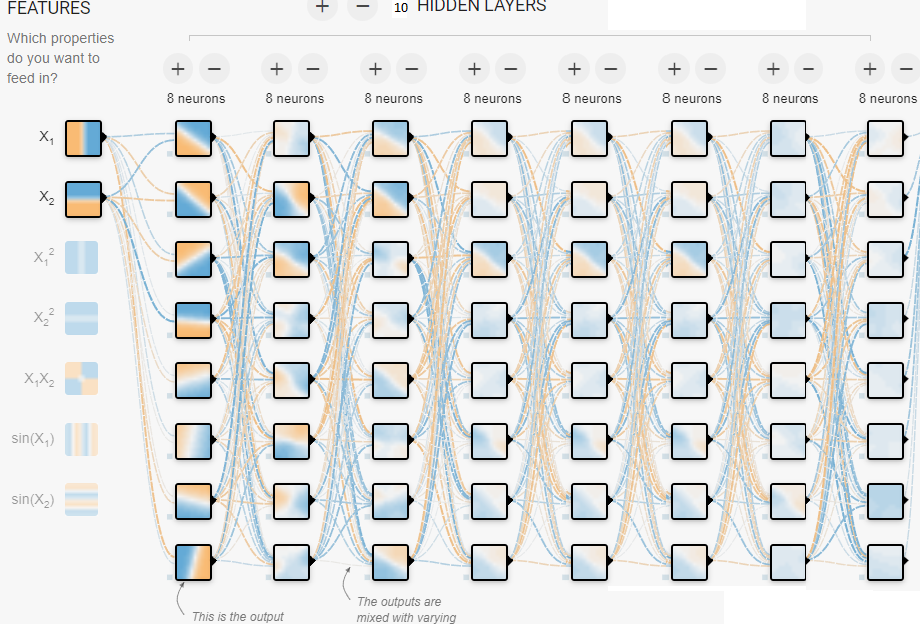 FEATURES
+ − 10 HIDDEN LAYERS
Which properties
do you want to
feed in?
+ − + − + − + − + − + − + − + −
8 neurons 8 neurons 8 neurons 8 neurons 8 neurons 8 neurons 8 neurons 8 neurons
X₁
X₂
X₁²
X₂²
X₁X₂
sin(X₁)
sin(X₂)
This is the output
The outputs are
mixed with varying